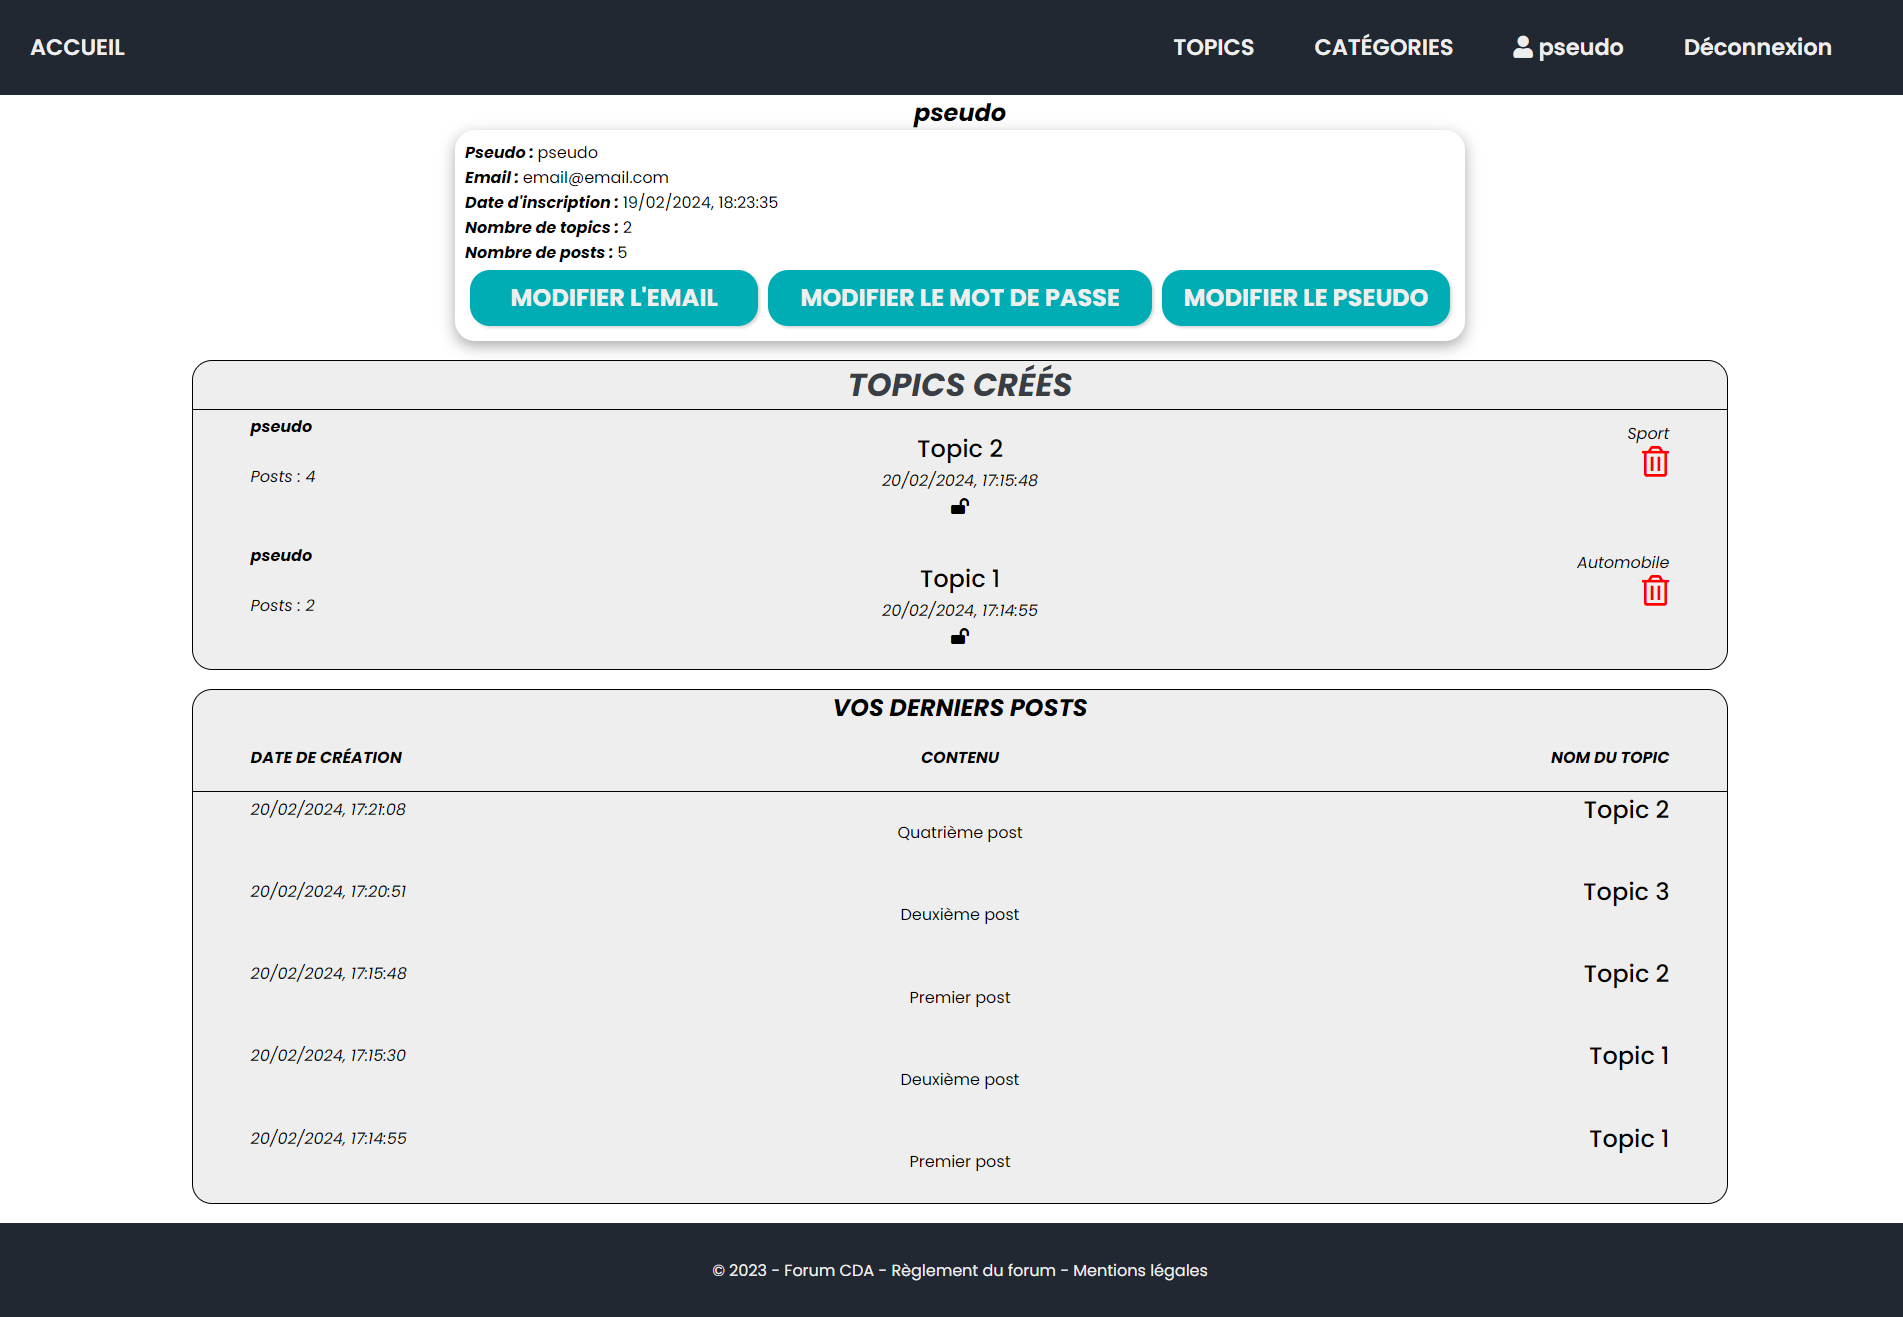 ACCUEIL TOPICS CATÉGORIES pseudo Déconnexion
pseudo
Pseudo : pseudo
Email : email@email.com
Date d'inscription : 19/02/2024, 18:23:35
Nombre de topics : 2
Nombre de posts : 5
MODIFIER L'EMAIL MODIFIER LE MOT DE PASSE MODIFIER LE PSEUDO
TOPICS CRÉÉS
pseudo
Posts : 4
Topic 2
20/02/2024, 17:15:48
Sport
pseudo
Posts : 2
Topic 1
20/02/2024, 17:14:55
Automobile
VOS DERNIERS POSTS
DATE DE CRÉATION CONTENU NOM DU TOPIC
20/02/2024, 17:21:08 Topic 2
Quatrième post
20/02/2024, 17:20:51 Topic 3
Deuxième post
20/02/2024, 17:15:48 Topic 2
Premier post
20/02/2024, 17:15:30 Topic 1
Deuxième post
20/02/2024, 17:14:55 Topic 1
Premier post
© 2023 - Forum CDA - Règlement du forum - Mentions légales